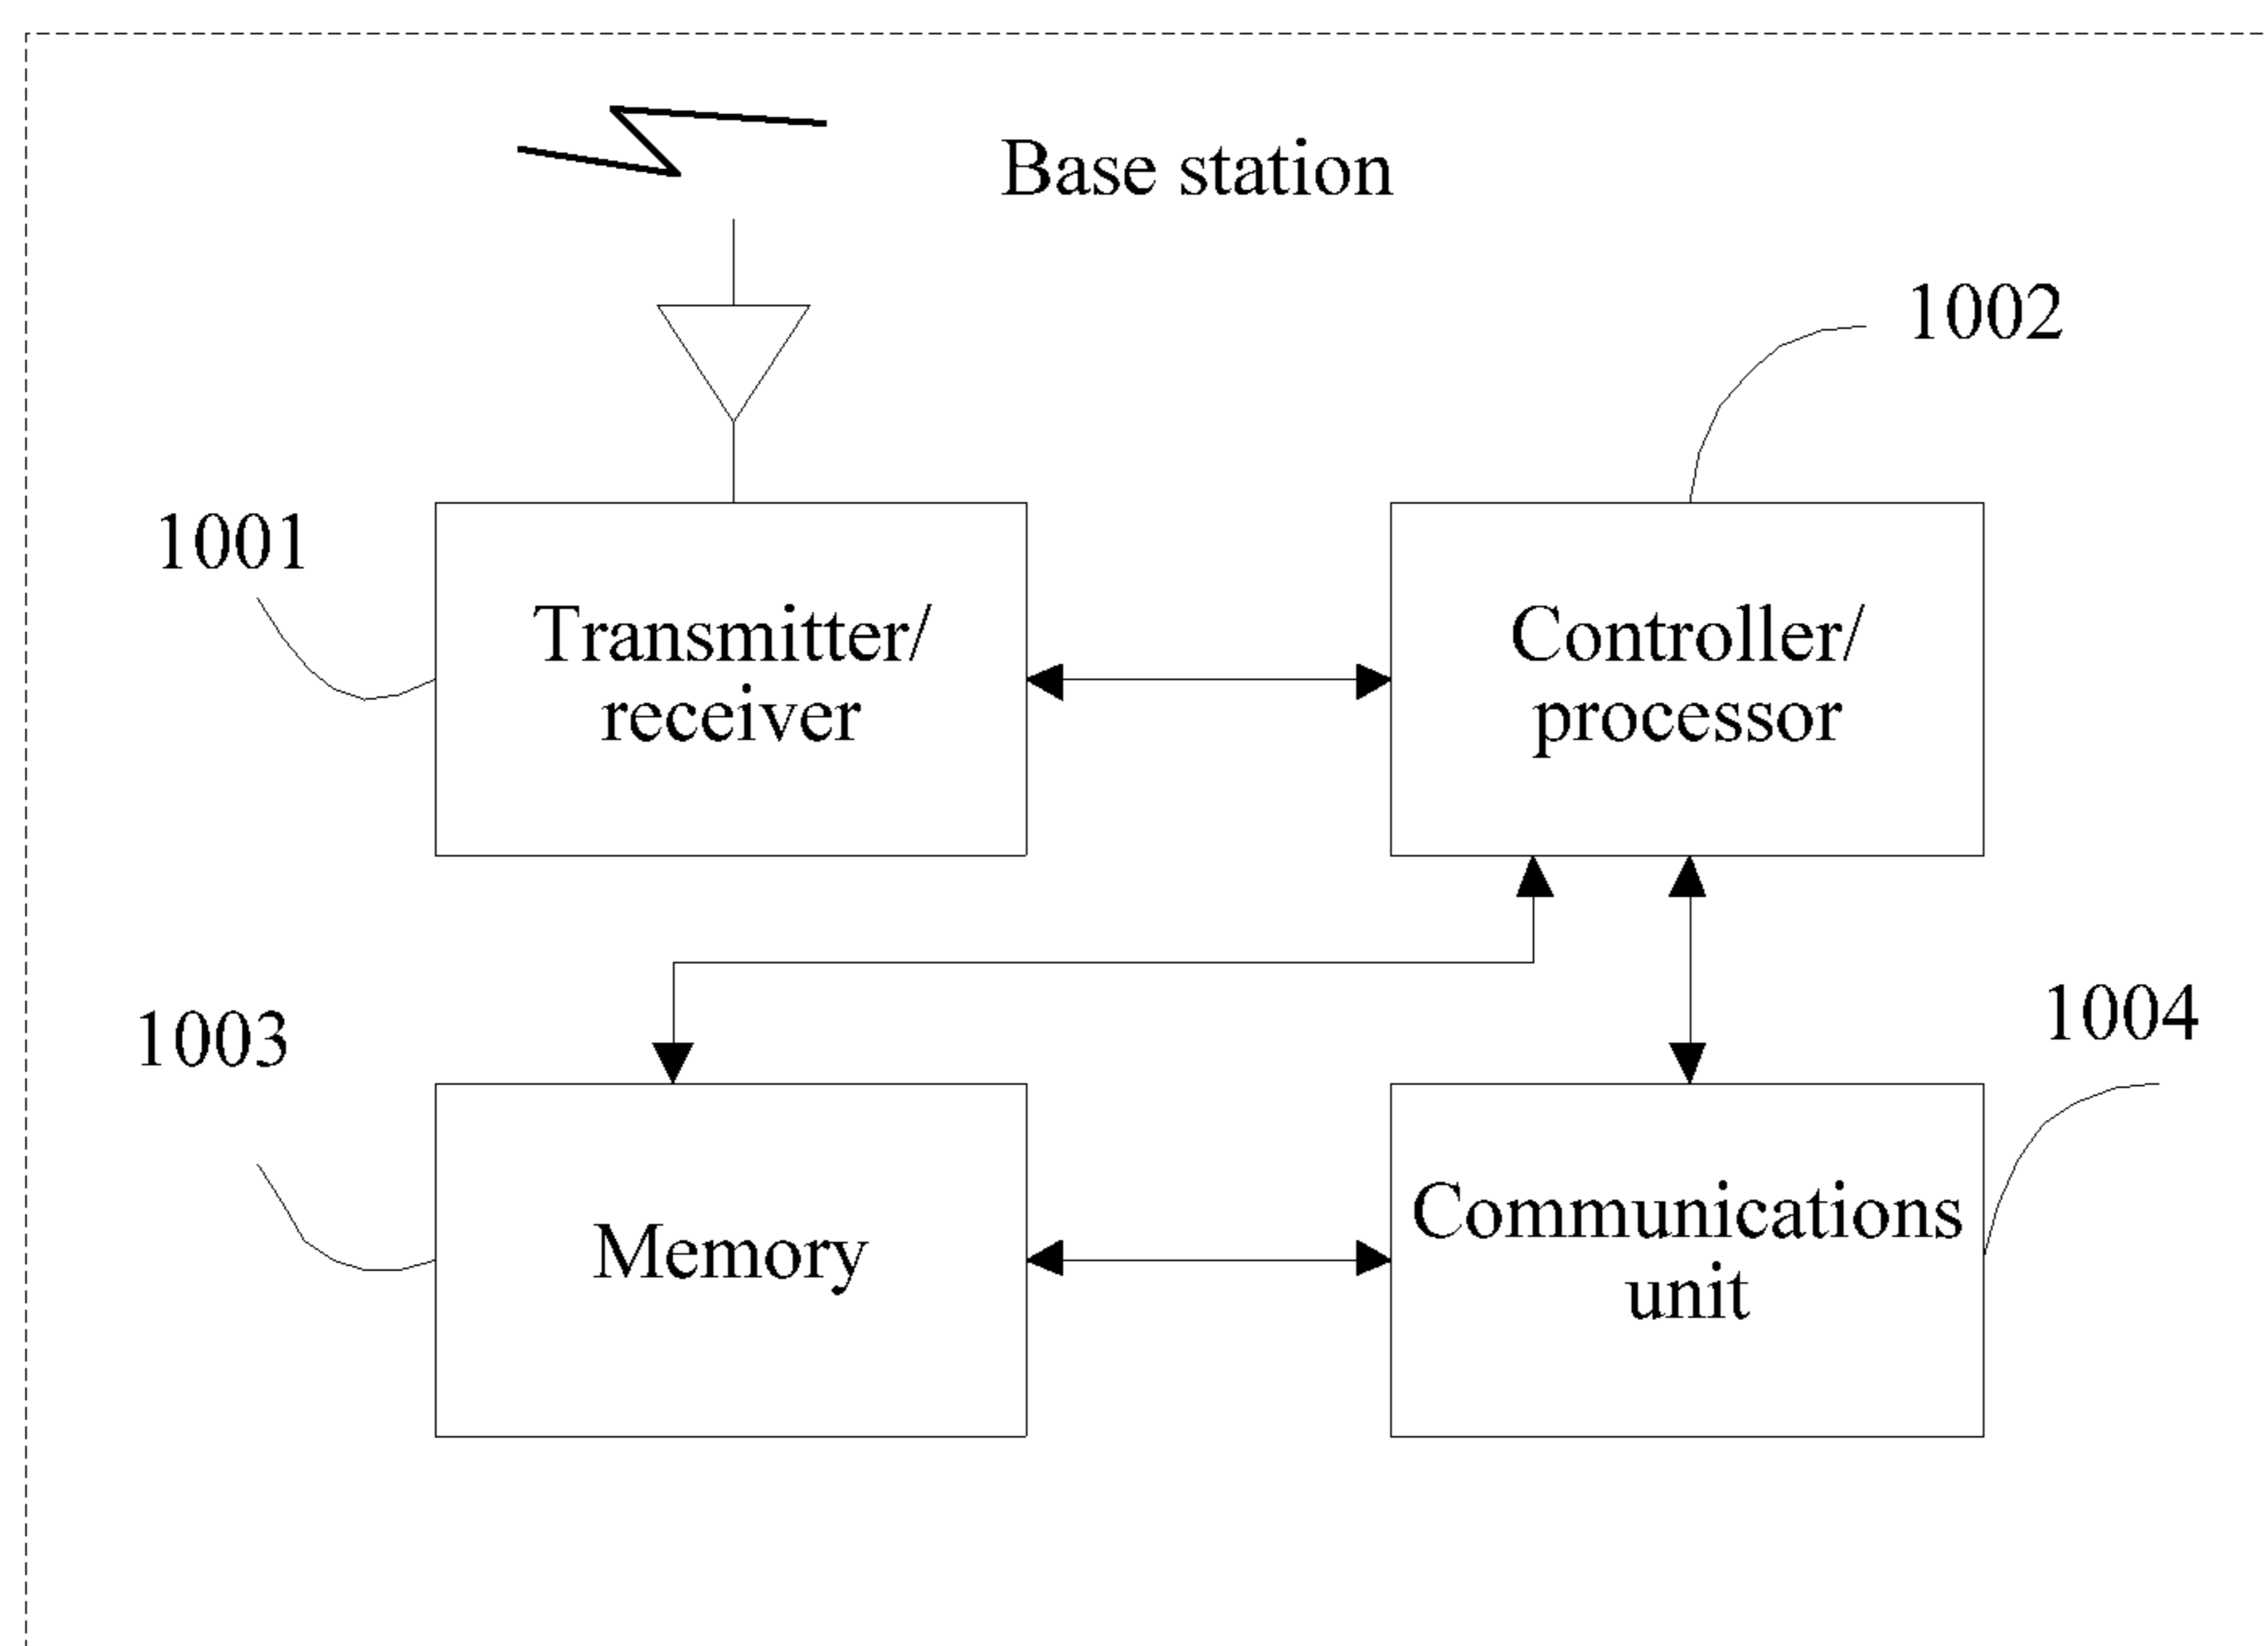 Base station
1002
1001
Transmitter/
receiver
Controller/
processor
1003
1004
Memory
Communications
unit